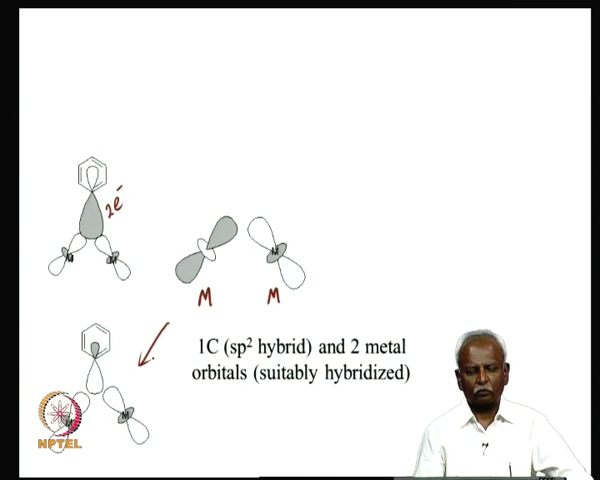 2e⁻
M
M
M
M
M
1C (sp² hybrid) and 2 metal
orbitals (suitably hybridized)
M
M
NPTEL